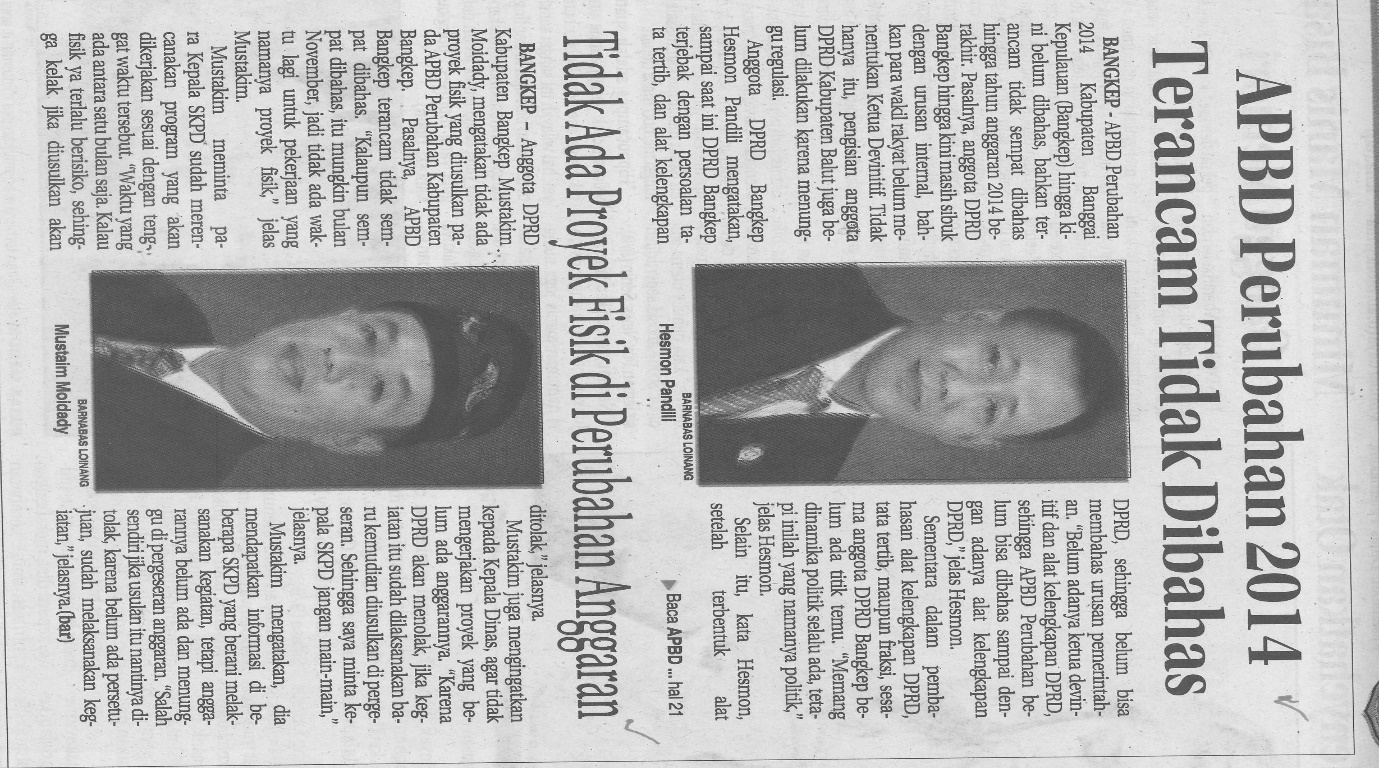 APBD Perubahan 2014
Terancam Tidak Dibahas
BANGKEP - APBD Perubahan
2014 Kabupaten Banggai
Kepulauan (Bangkep) hingga ki-
ni belum dibahas, bahkan ter-
ancam tidak sempat dibahas
hingga tahun anggaran 2014 be-
rakhir. Pasalnya, anggota DPRD
Bangkep hingga kini masih sibuk
dengan urusan internal, bah-
kan para wakil rakyat belum me-
nentukan Ketua Devinitif. Tidak
hanya itu, pengisian anggota
DPRD Kabupaten Balut juga be-
lum dilakukan karena menung-
gu regulasi.
Anggota DPRD Bangkep
Hesmon Pandili mengatakan,
sampai saat ini DPRD Bangkep
terjebak dengan persoalan ta-
ta tertib, dan alat kelengkapan
BARNABAS LOINANG
Hesmon Pandili
DPRD, sehingga belum bisa
membahas urusan pemerintah-
an. "Belum adanya ketua devin-
itif dan alat kelengkapan DPRD,
sehingga APBD Perubahan be-
lum bisa dibahas sampai den-
gan adanya alat kelengkapan
DPRD," jelas Hesmon.
Sementara dalam pemba-
hasan alat kelengkapan DPRD,
tata tertib, maupun fraksi, sesa-
ma anggota DPRD Bangkep be-
lum ada titik temu. "Memang
dinamika politik selalu ada, teta-
pi inilah yang namanya politik,"
jelas Hesmon.
Selain itu, kata Hesmon,
setelah terbentuk alat
Baca APBD ... hal 21
Tidak Ada Proyek Fisik di Perubahan Anggaran
BANGKEP – Anggota DPRD
Kabupaten Bangkep Mustakim
Moidady, mengatakan tidak ada
proyek fisik yang diusulkan pa-
da APBD Perubahan Kabupaten
Bangkep. Pasalnya, APBD
Bangkep terancam tidak sem-
pat dibahas. "Kalaupun sem-
pat dibahas, itu mungkin bulan
November, jadi tidak ada wak-
tu lagi untuk pekerjaan yang
namanya proyek fisik," jelas
Mustakim.
Mustakim meminta pa-
ra Kepala SKPD sudah meren-
canakan program yang akan
dikerjakan sesuai dengan teng-
gat waktu tersebut. "Waktu yang
ada antara satu bulan saja. Kalau
fisik ya terlalu berisiko, sehing-
ga kelak jika diusulkan akan
BARNABAS LOINANG
Mustaim Moidady
ditolak," jelasnya.
Mustakim juga mengingatkan
kepada Kepala Dinas, agar tidak
mengerjakan proyek yang be-
lum ada anggarannya. "Karena
DPRD akan menolak, jika keg-
iatan itu sudah dilaksanakan ba-
ru kemudian diusulkan di perge-
seran. Sehingga saya minta ke-
pala SKPD jangan main-main,"
jelasnya.
Mustakim mengatakan, dia
mendapatkan informasi di be-
berapa SKPD yang berani melak-
sanakan kegiatan, tetapi angga-
rannya belum ada dan menung-
gu di pergeseran anggaran. "Salah
sendiri jika usulan itu nantinya di-
tolak, karena belum ada persetu-
juan, sudah melaksanakan keg-
iatan," jelasnya.(bar)